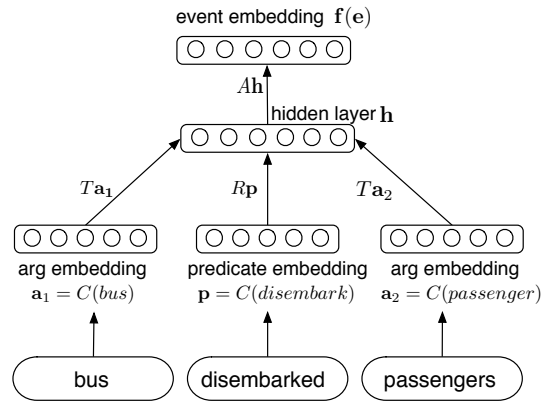 event embedding f(e)
Ah
hidden layer h
Ta₁ Rp Ta₂
arg embedding predicate embedding arg embedding
a₁ = C(bus) p = C(disembark) a₂ = C(passenger)
bus disembarked passengers